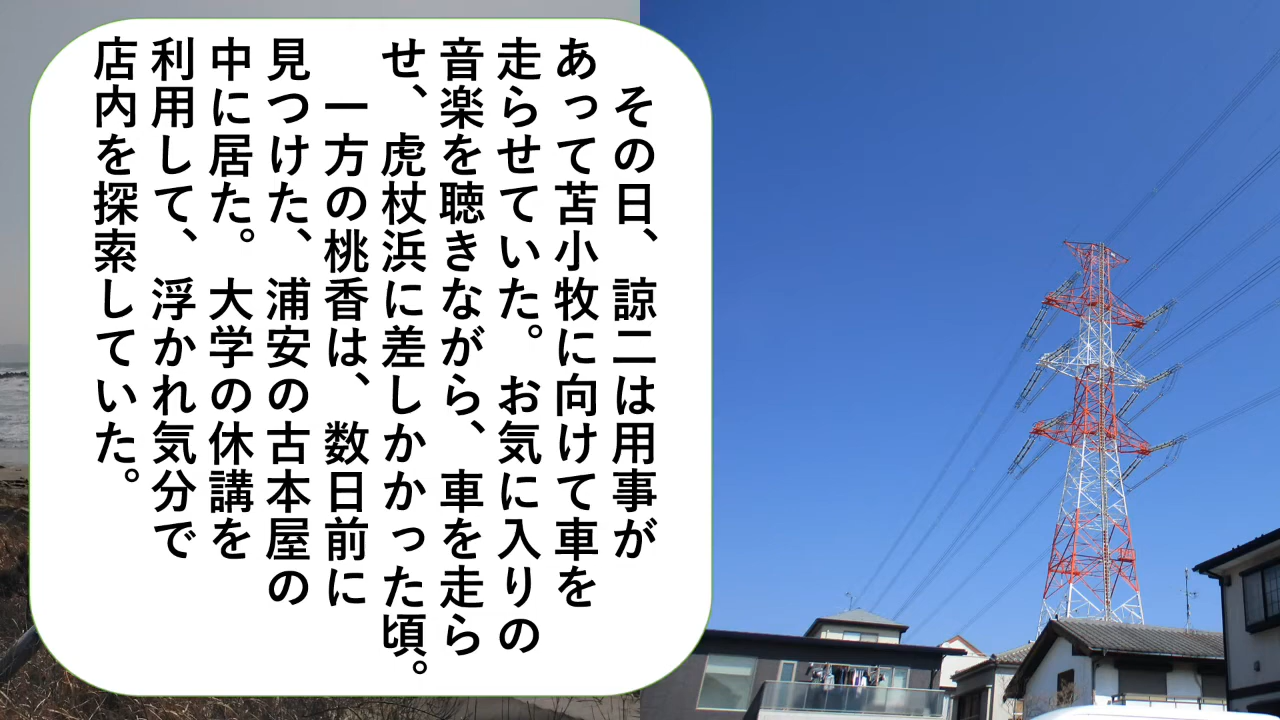 その日、諒二は用事が
あって苫小牧に向けて車を
走らせていた。お気に入りの
音楽を聴きながら、車を走ら
せ、虎杖浜に差しかかった頃。
一方の桃香は、数日前に
見つけた、浦安の古本屋の
中に居た。大学の休講を
利用して、浮かれ気分で
店内を探索していた。